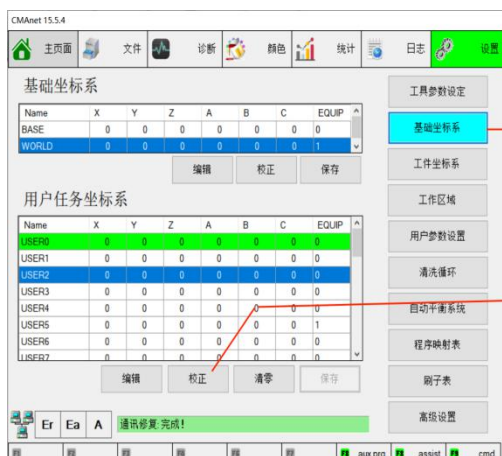 CMAnet 15.5.4
主页面 文件 诊断 颜色 统计 日志 设置
基础坐标系
Name X Y Z A B C EQUIP
BASE 0 0 0 0 0 0 0
WORLD 0 0 0 0 0 0 1
编辑 校正 保存
用户任务坐标系
Name X Y Z A B C EQUIP
USER0 0 0 0 0 0 0 0
USER1 0 0 0 0 0 0 0
USER2 0 0 0 0 0 0 0
USER3 0 0 0 0 0 0 0
USER4 0 0 0 0 0 0 0
USER5 0 0 0 0 0 0 1
USER6 0 0 0 0 0 0 0
USER7 0 0 0 0 0 0 0
编辑 校正 清零 保存
工具参数设定
基础坐标系
工件坐标系
工作区域
用户参数设置
清洗循环
自动平衡系统
程序映射表
刷子表
高级设置
Er Ea A 通讯修复:完成!
aux prg assist cmd